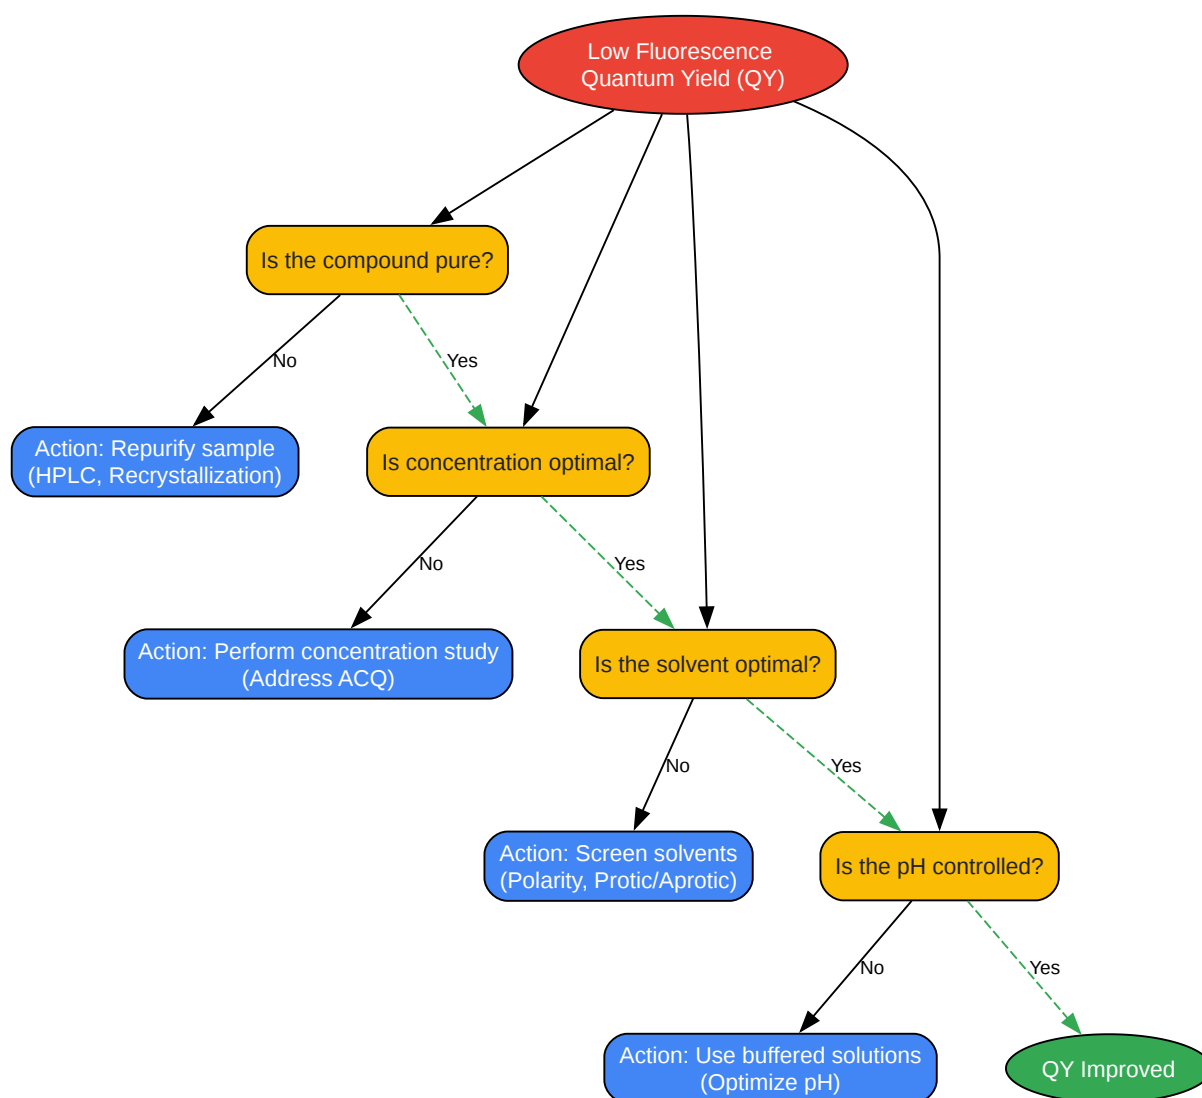 Low Fluorescence
Quantum Yield (QY)
Is the compound pure?
No
Yes
Action: Repurify sample
(HPLC, Recrystallization)
Is concentration optimal?
No
Yes
Action: Perform concentration study
(Address ACQ)
Is the solvent optimal?
No
Yes
Action: Screen solvents
(Polarity, Protic/Aprotic)
Is the pH controlled?
No
Yes
Action: Use buffered solutions
(Optimize pH)
QY Improved